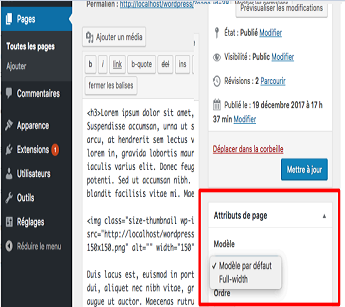 Permalien : http://localhost/wordpress
Prévisualiser les modifications
Pages
Toutes les pages
Ajouter
Commentaires
Apparence
Extensions 1
Utilisateurs
Outils
Réglages
Réduire le menu
Ajouter un média
b
i
link
b-quote
del
ins
fermer les balises
<h3>Lorem ipsum dolor sit amet,
Suspendisse accumsan, urna ut s
arcu, at hendrerit sem lectus v
lorem in, gravida lobortis maur
iaculis varius elit. Donec feug
potenti. Sed ut accumsan nibh.
blandit facilisis vitae mi. Mae
<img class="size-thumbnail wp-i
src="http://localhost/wordpress
150x150.png" alt="" width="150"
Duis lacus est, euismod in port
dui, aliquet nec nibh vitae, gr
augue ut auctor. Maecenas rutru
État : Publié Modifier
Visibilité : Public Modifier
Révisions : 2 Parcourir
Publié le : 19 décembre 2017 à 17 h
37 min Modifier
Déplacer dans la corbeille
Mettre à jour
Attributs de page
Modèle
✓ Modèle par défaut
Full-width
Ordre